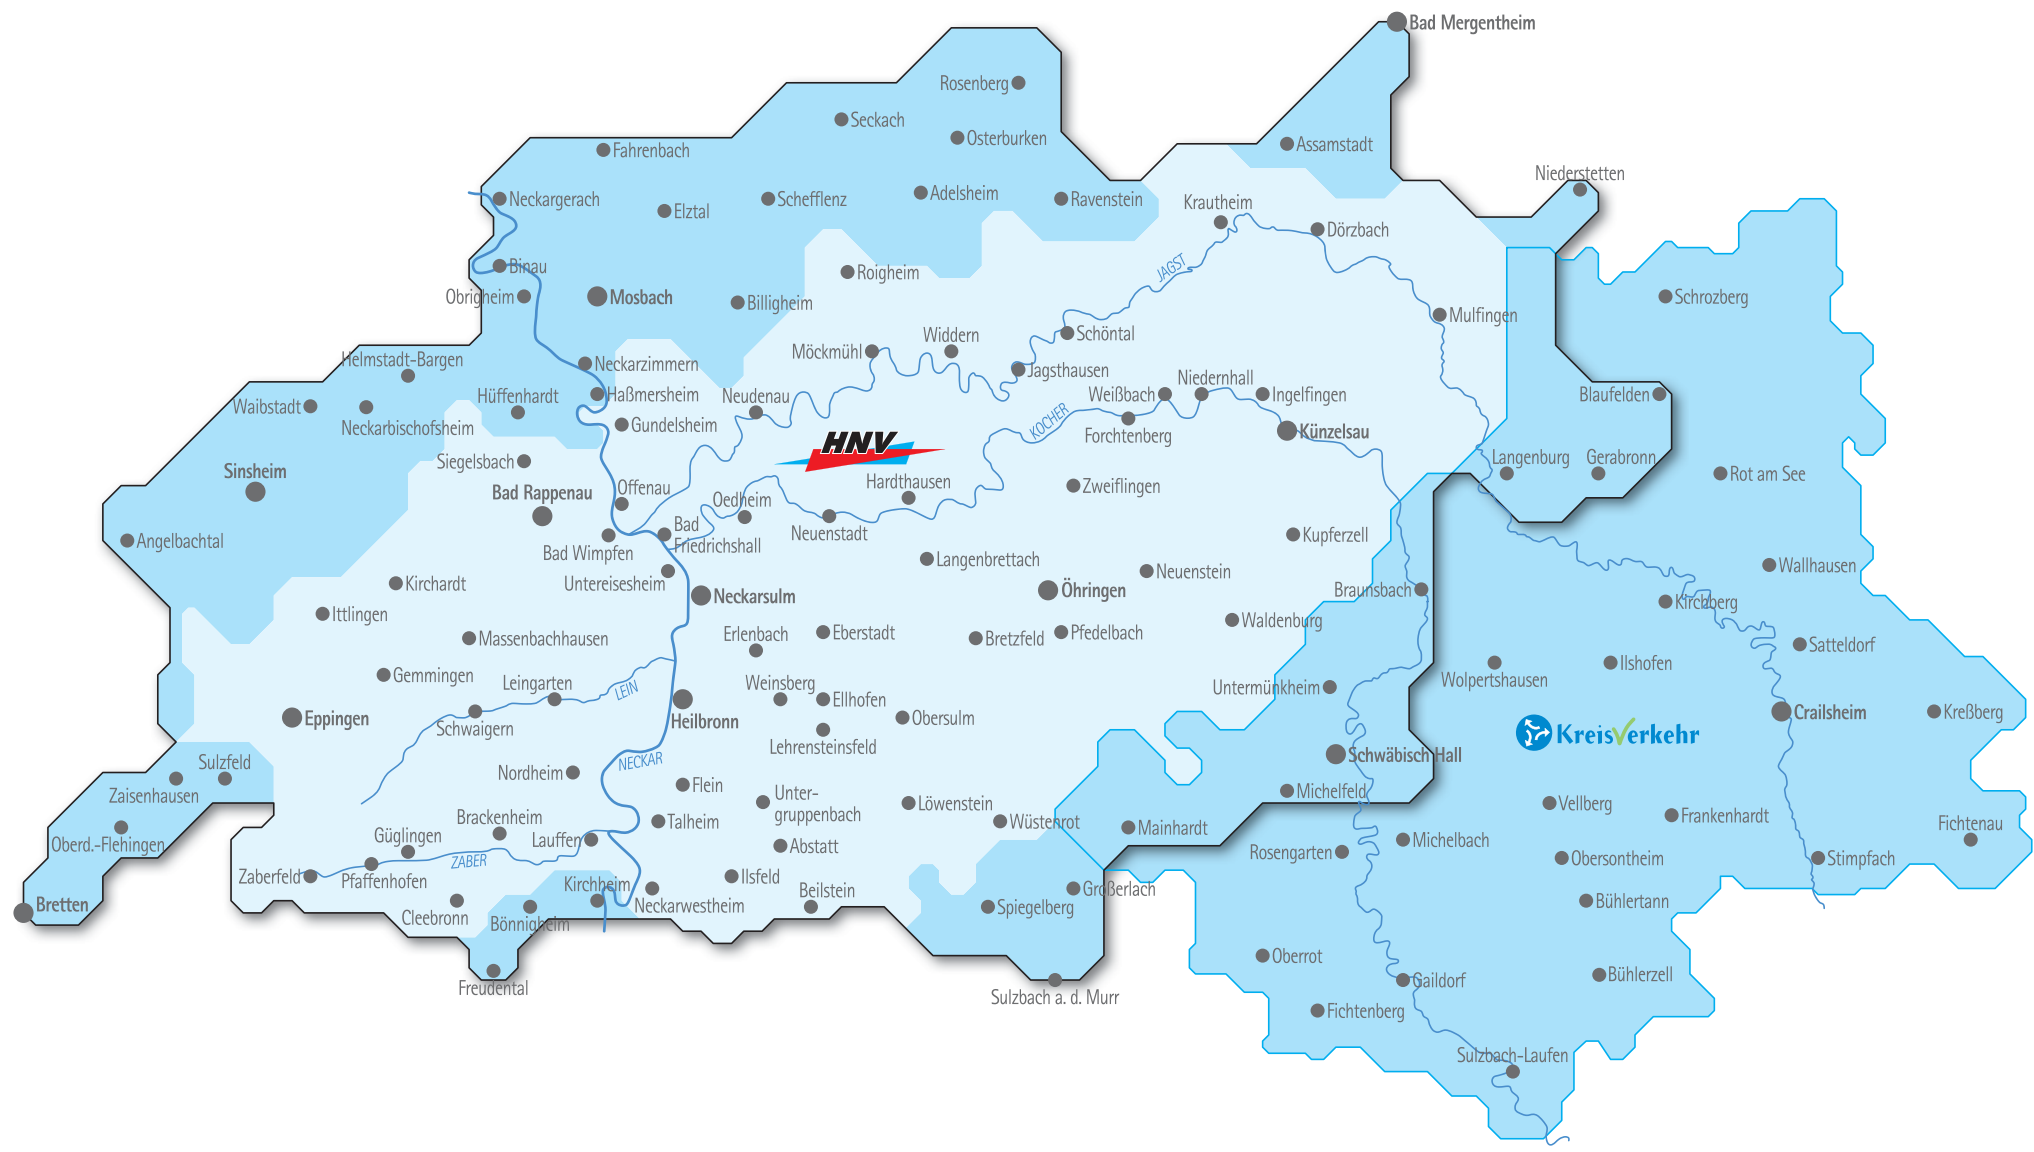 Bad Mergentheim
Rosenberg
Seckach
Osterburken
Fahrenbach
Assamstadt
Niederstetten
Neckargerach
Elztal
Schefflenz
Adelsheim
Ravenstein
Krautheim
Dörzbach
Binau
Roigheim
JAGST
Obrigheim
Mosbach
Billigheim
Schrozberg
Mulfingen
Schöntal
Widdern
Möckmühl
Helmstadt-Bargen
Neckarzimmern
Jagsthausen
Niedernhall
Waibstadt
Hüffenhardt
Haßmersheim
Neudenau
Weißbach
Ingelfingen
Blaufelden
Neckarbischofsheim
Gundelsheim
KOCHER
Forchtenberg
Künzelsau
HNV
Siegelsbach
Langenburg
Gerabronn
Sinsheim
Rot am See
Hardthausen
Zweiflingen
Bad Rappenau
Offenau
Oedheim
Bad
Friedrichshall
Neuenstadt
Kupferzell
Angelbachtal
Bad Wimpfen
Langenbrettach
Wallhausen
Kirchardt
Untereisesheim
Neuenstein
Braunsbach
Öhringen
Neckarsulm
Kirchberg
Ittlingen
Waldenburg
Massenbachhausen
Erlenbach
Eberstadt
Bretzfeld
Pfedelbach
Satteldorf
Ilshofen
Wolpertshausen
Gemmingen
Leingarten
LEIN
Weinsberg
Ellhofen
Untermünkheim
Eppingen
Schwaigern
Heilbronn
Obersulm
Crailsheim
Kreßberg
KreisVerkehr
Lehrensteinsfeld
Schwäbisch Hall
Sulzfeld
NECKAR
Nordheim
Flein
Zaisenhausen
Unter-
gruppenbach
Löwenstein
Michelfeld
Vellberg
Frankenhardt
Brackenheim
Talheim
Wüstenrot
Mainhardt
Fichtenau
Oberd.-Flehingen
Güglingen
Lauffen
Abstatt
Michelbach
Rosengarten
Obersontheim
Stimpfach
ZABER
Zaberfeld
Pfaffenhofen
Kirchheim
Ilsfeld
Beilstein
Großerlach
Bretten
Cleebronn
Bönnigheim
Neckarwestheim
Spiegelberg
Bühlertann
Oberrot
Freudental
Sulzbach a. d. Murr
Gaildorf
Bühlerzell
Fichtenberg
Sulzbach-Laufen